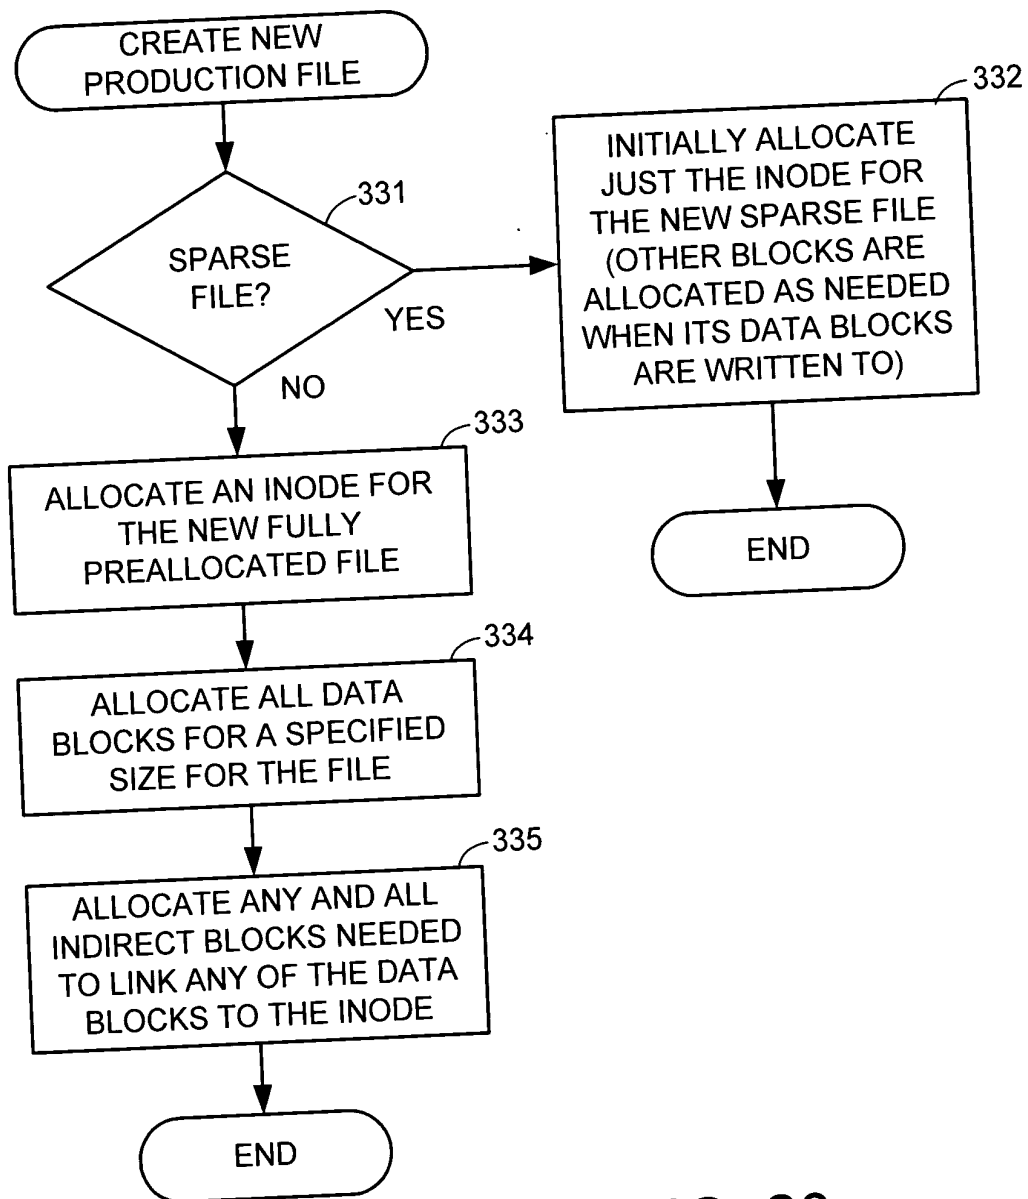 CREATE NEW
PRODUCTION FILE
332
INITIALLY ALLOCATE
JUST THE INODE FOR
THE NEW SPARSE FILE
(OTHER BLOCKS ARE
ALLOCATED AS NEEDED
WHEN ITS DATA BLOCKS
ARE WRITTEN TO)
331
SPARSE
FILE?
YES
NO
END
333
ALLOCATE AN INODE FOR
THE NEW FULLY
PREALLOCATED FILE
334
ALLOCATE ALL DATA
BLOCKS FOR A SPECIFIED
SIZE FOR THE FILE
335
ALLOCATE ANY AND ALL
INDIRECT BLOCKS NEEDED
TO LINK ANY OF THE DATA
BLOCKS TO THE INODE
END